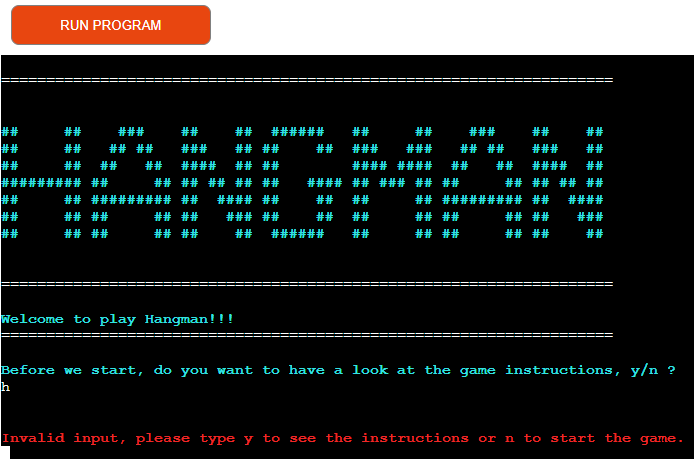 RUN PROGRAM
====================================================================
HANGMAN
====================================================================
Welcome to play Hangman!!!
====================================================================
Before we start, do you want to have a look at the game instructions, y/n ?
h
Invalid input, please type y to see the instructions or n to start the game.